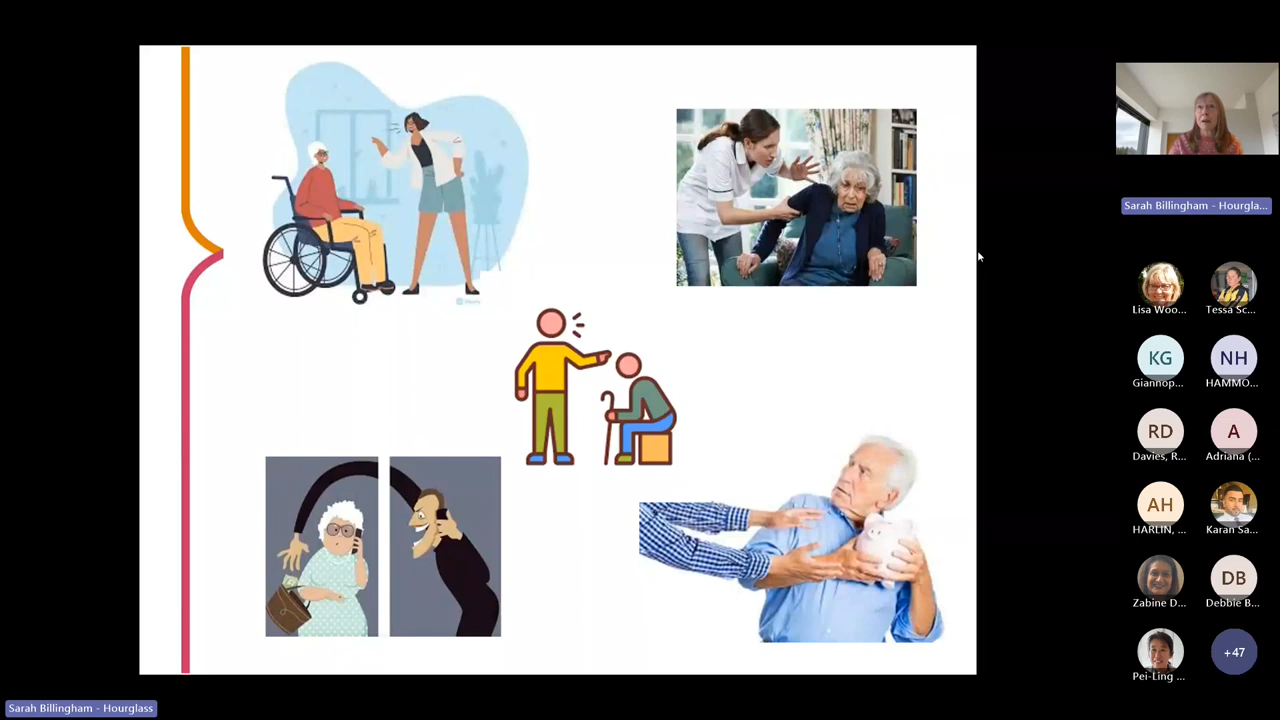 Sarah Billingham - Hourgla...
Lisa Woo...
Tessa Sc...
KG
NH
Giannop...
HAMMO...
RD
A
Davies, R...
Adriana (...
AH
HARLIN, ...
Karan Sa...
DB
Zabine D...
Debbie B...
+47
Pei-Ling ...
Sarah Billingham - Hourglass